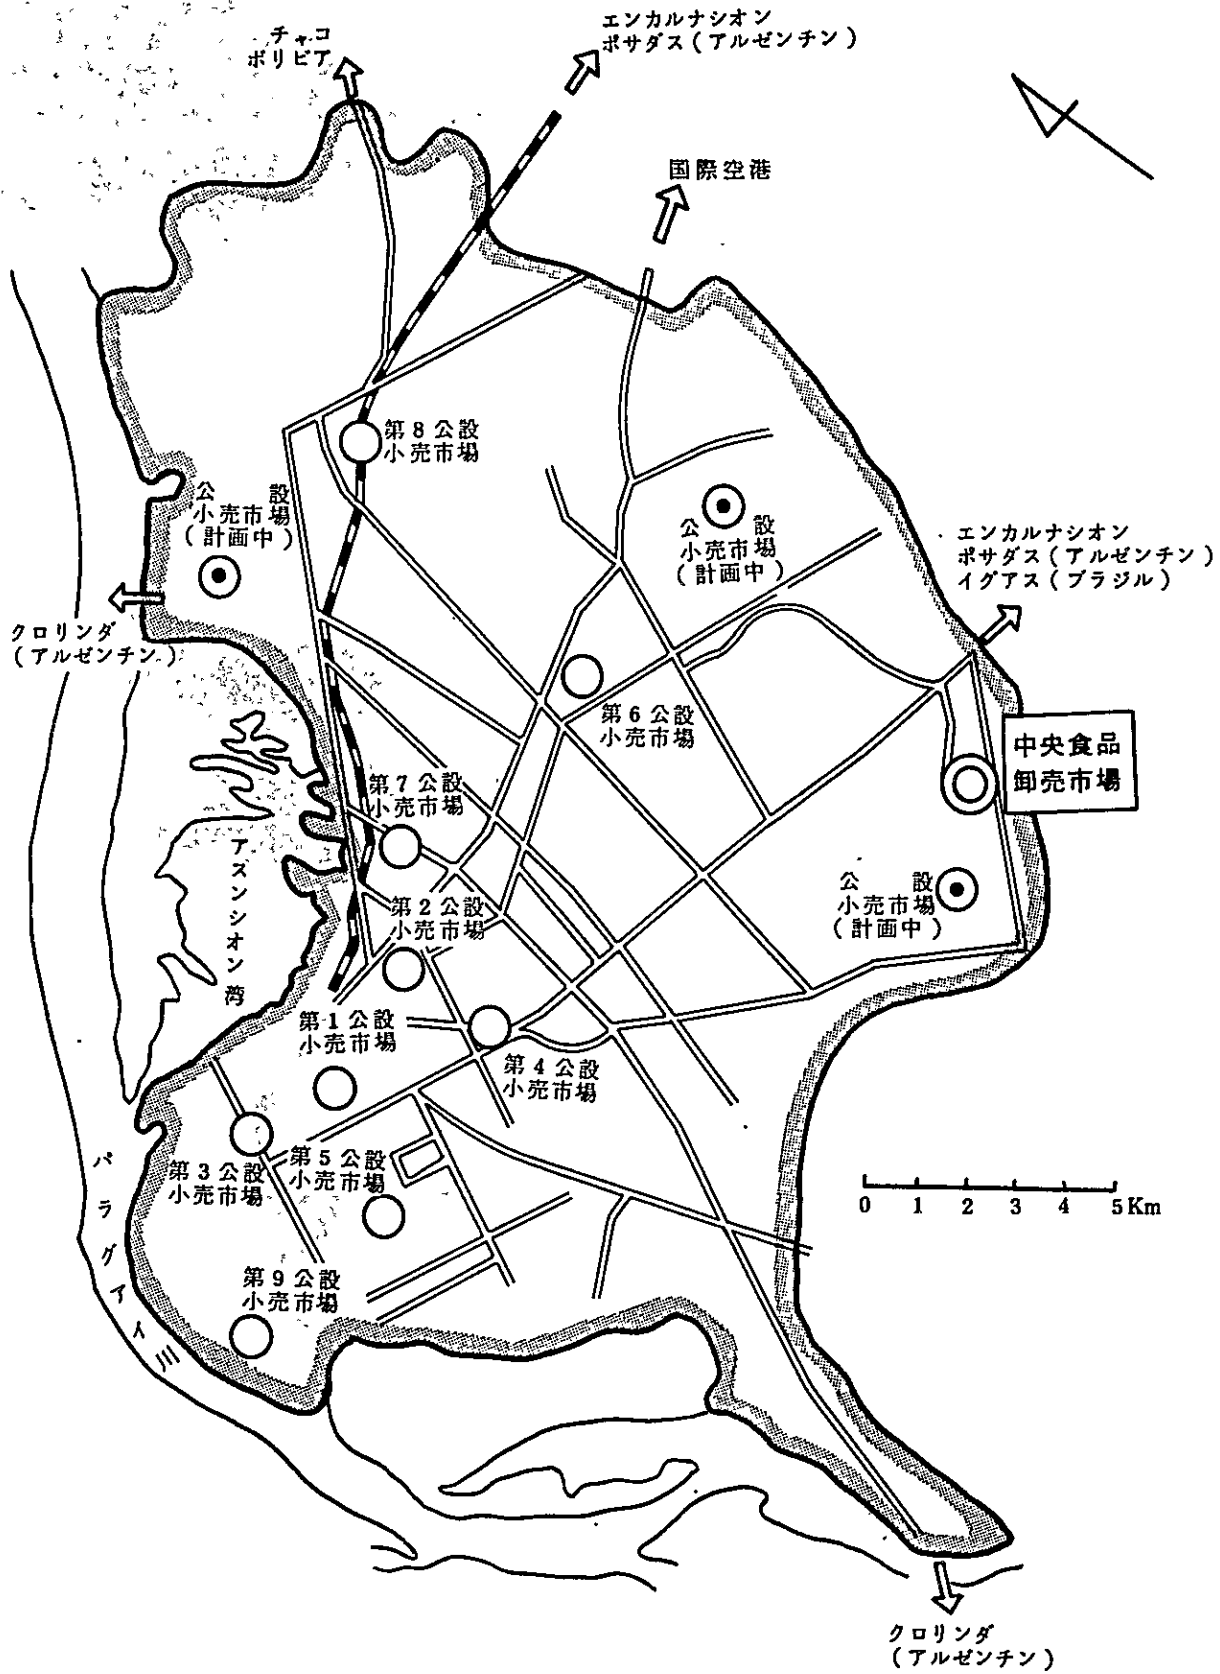 チャコ
ボリビア
エンカルナシオン
ポサダス(アルゼンチン)
国際空港
第8公設
小売市場
公設
小売市場
(計画中)
公設
小売市場
(計画中)
エンカルナシオン
ポサダス(アルゼンチン)
イグアス(ブラジル)
クロリンダ
(アルゼンチン)
第6公設
小売市場
中央食品
卸売市場
第7公設
小売市場
アスンシオン湾
公設
小売市場
(計画中)
第2公設
小売市場
第1公設
小売市場
第4公設
小売市場
第3公設
小売市場
第5公設
小売市場
パラグアイ川
0 1 2 3 4 5Km
第9公設
小売市場
クロリンダ
(アルゼンチン)